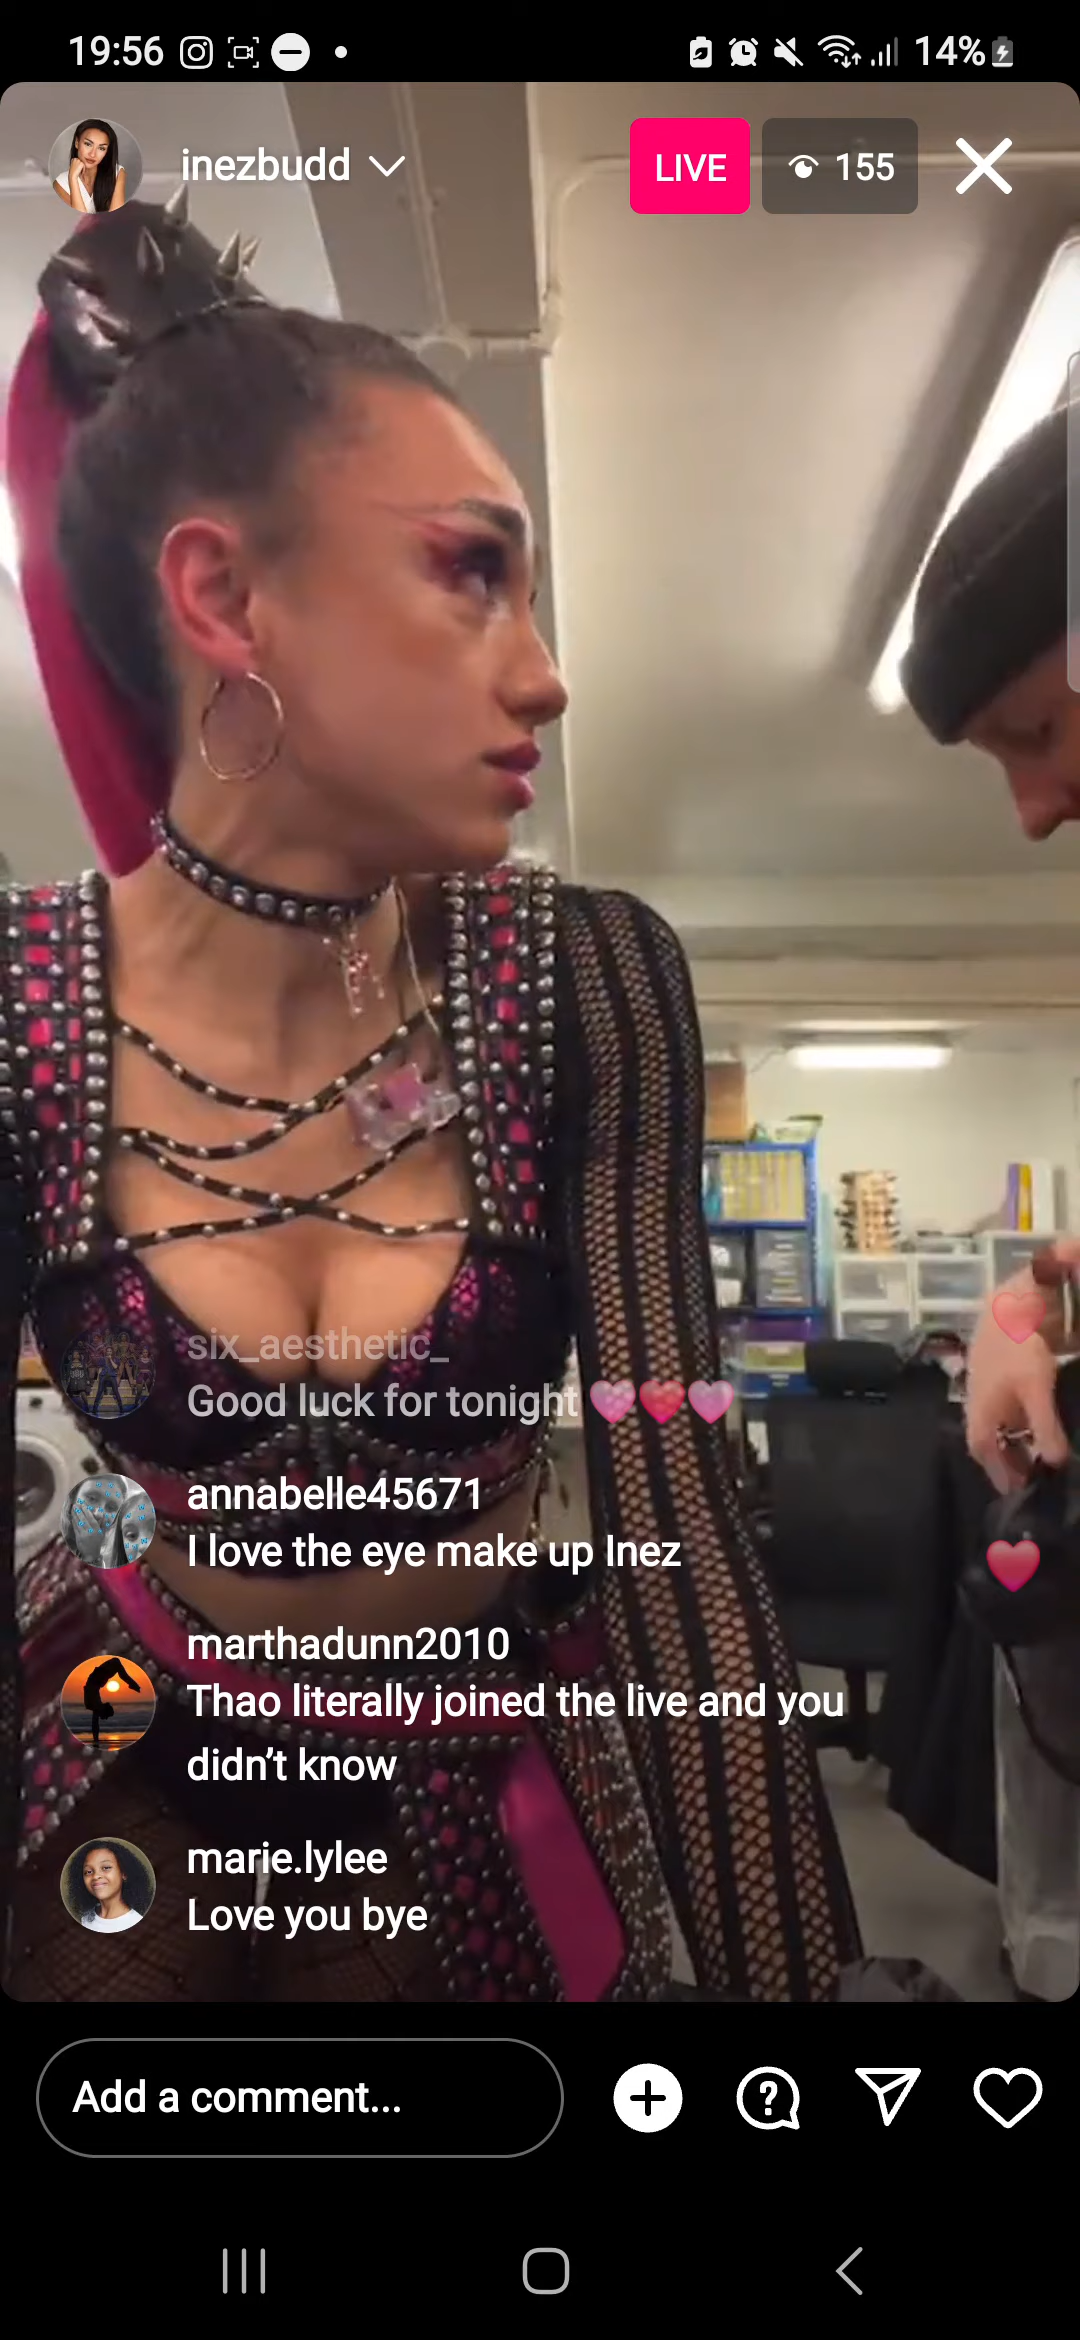 19:56
14%
inezbudd
LIVE
155
six_aesthetic_
Good luck for tonight 💗💓💗
annabelle45671
I love the eye make up Inez
marthadunn2010
Thao literally joined the live and you
didn't know
marie.lylee
Love you bye
Add a comment...